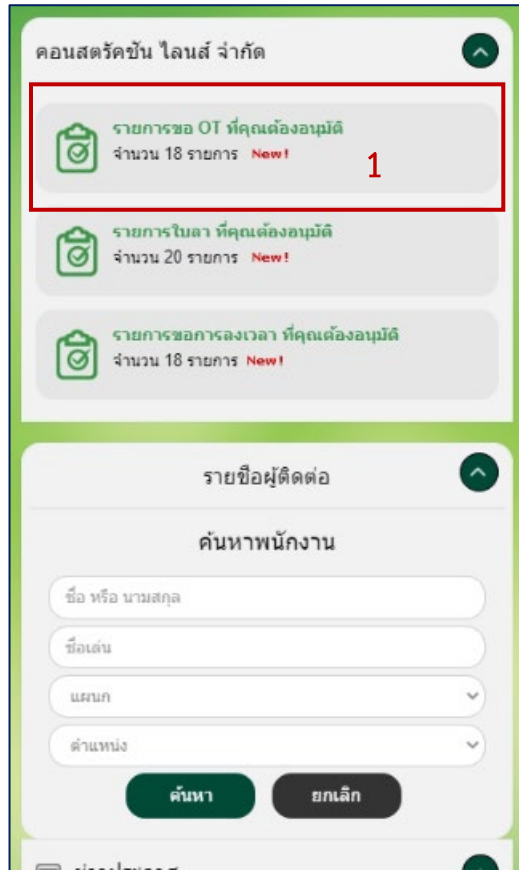 คอนสตรัคชัน ไลนส์ จำกัด
รายการขอ OT ที่คุณต้องอนุมัติ
จำนวน 18 รายการ New!
1
รายการใบลา ที่คุณต้องอนุมัติ
จำนวน 20 รายการ New!
รายการขอการลงเวลา ที่คุณต้องอนุมัติ
จำนวน 18 รายการ New!
รายชื่อผู้ติดต่อ
ค้นหาพนักงาน
ชื่อ หรือ นามสกุล
ชื่อเล่น
แผนก
ตำแหน่ง
ค้นหา ยกเลิก